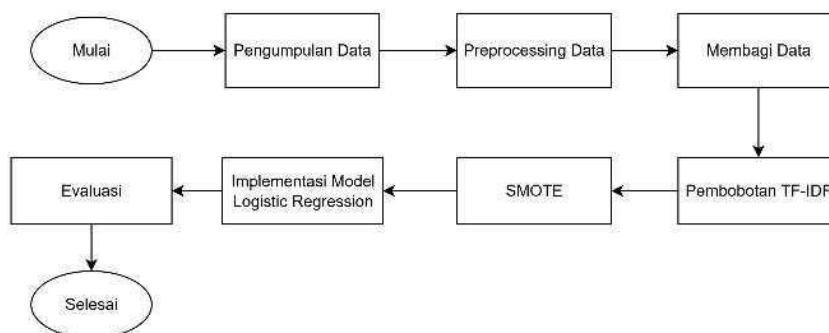 Mulai
Pengumpulan Data
Preprocessing Data
Membagi Data
Pembobotan TF-IDF
SMOTE
Implementasi Model
Logistic Regression
Evaluasi
Selesai